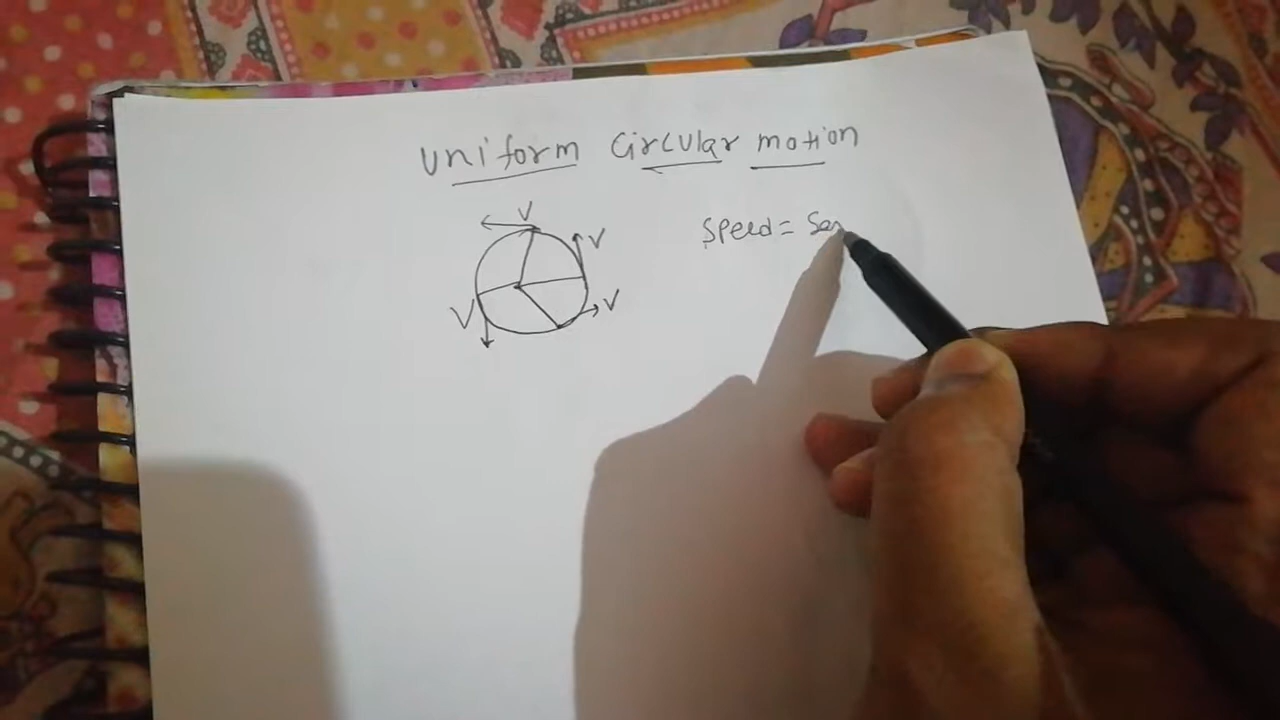 Uniform Circular motion
V
V
Speed =
V
V